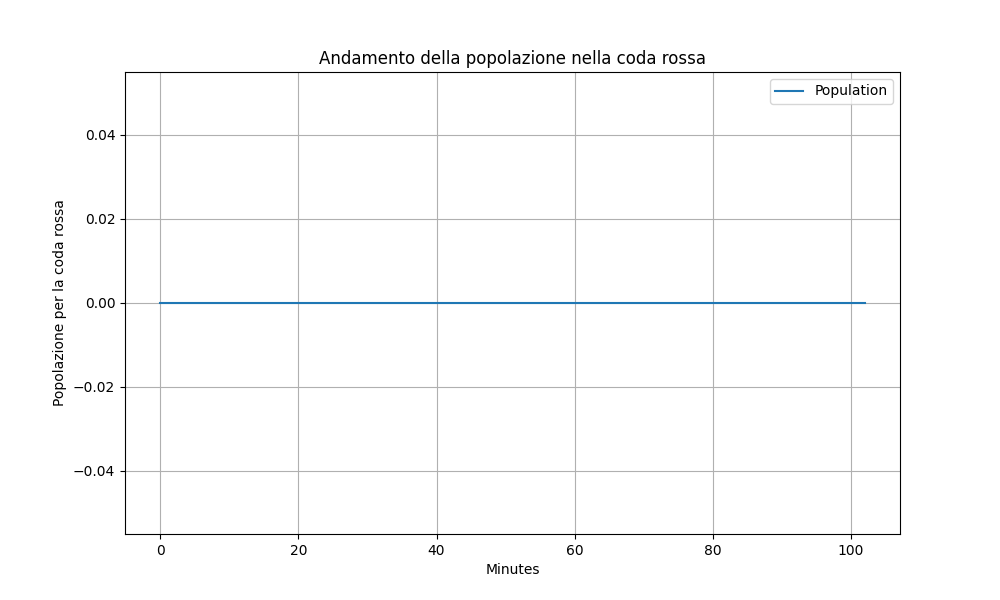 Andamento della popolazione nella coda rossa
Population
Popolazione per la coda rossa
0.04
0.02
0.00
−0.02
−0.04
0
20
40
60
80
100
Minutes